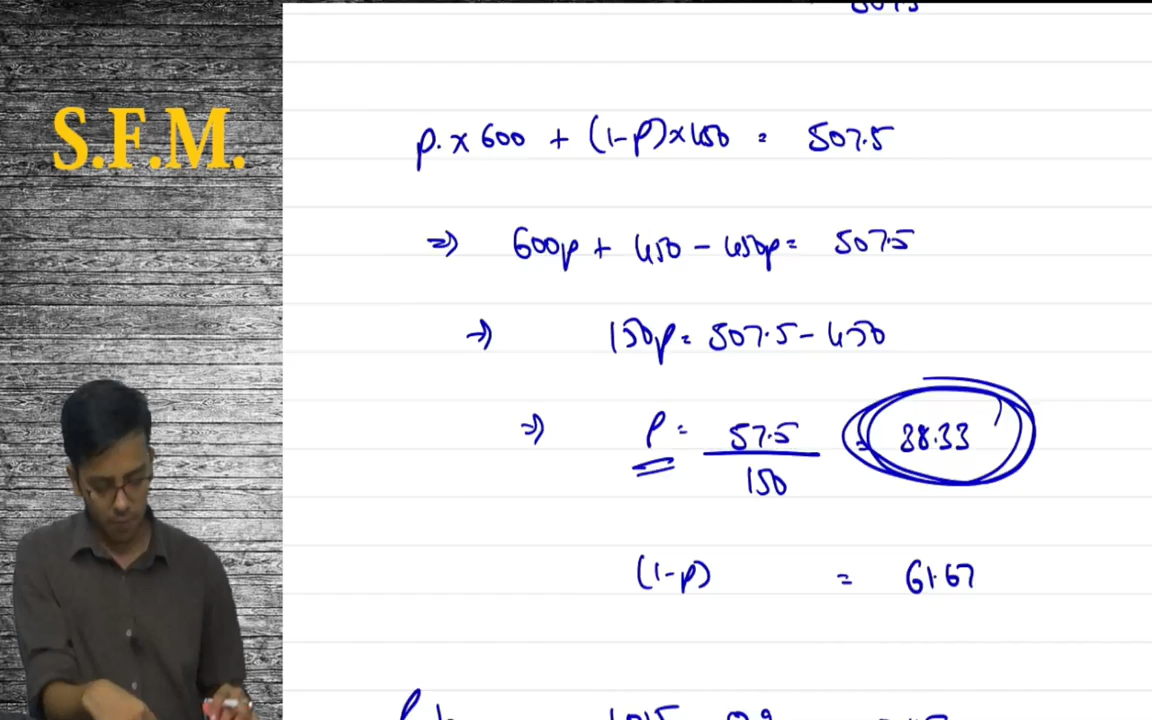 S.F.M.
p. x 600 + (1-p) x 450 = 507.5
=> 600p + 450 - 450p = 507.5
=> 150p = 507.5 - 450
=> p = 57.5 / 150 = 38.33
(1-p) = 61.67